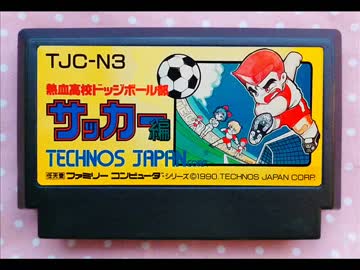 TJC-N3
熱血高校ドッジボール部
サッカー編
TECHNOS JAPAN CORP.
任天堂 ファミリー コンピュータ・シリーズ ©1990. TECHNOS JAPAN CORP.